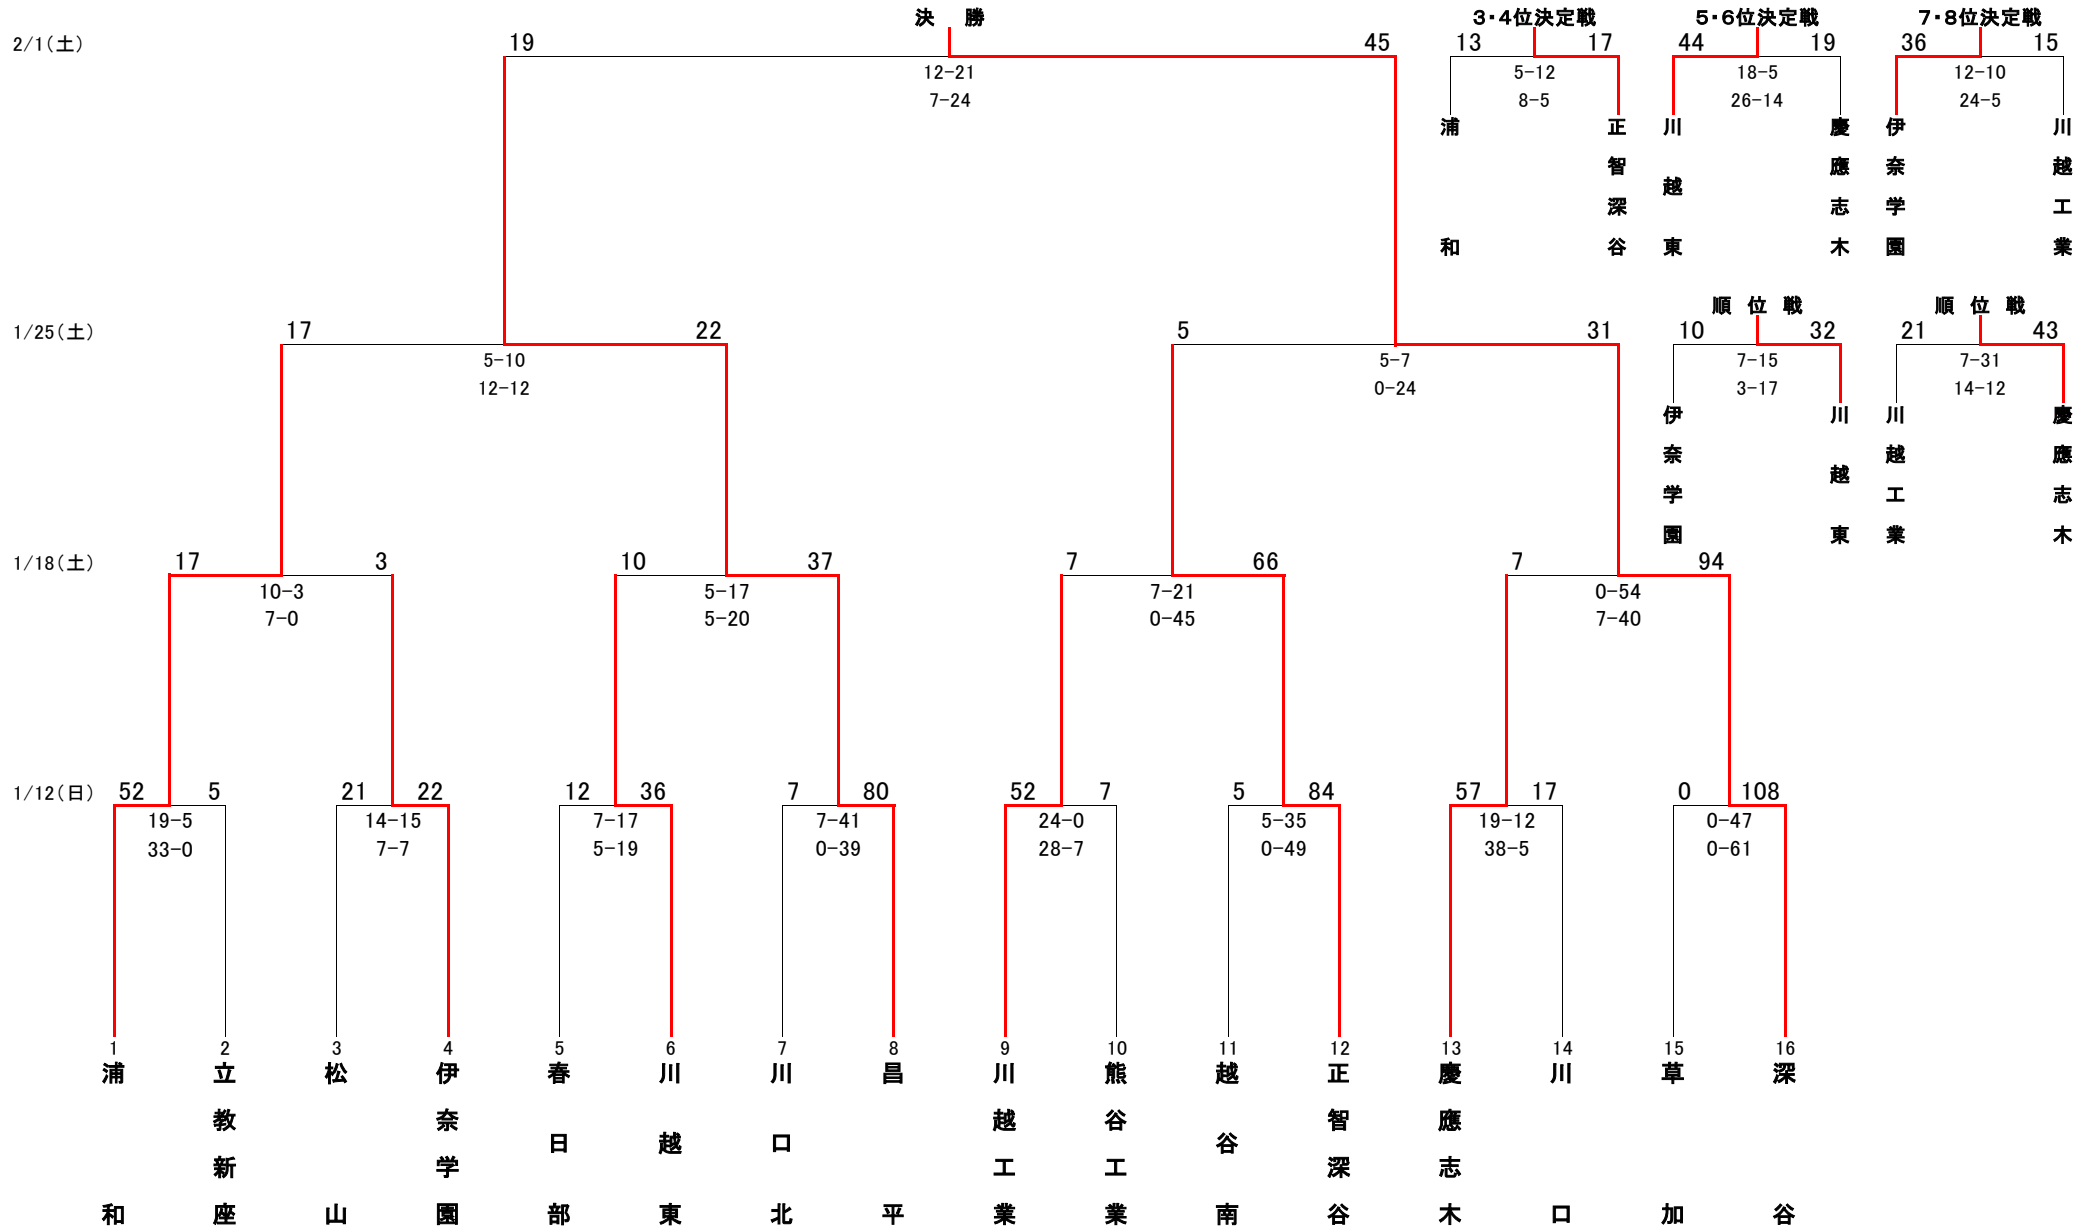 決　勝　3・4位決定戦　5・6位決定戦　7・8位決定戦
2/1(土)　19　45　13　17　44　19　36　15
12-21　5-12　18-5　12-10
7-24　8-5　26-14　24-5
浦和　正智深谷　川越東　慶應志木　伊奈学園　川越工業
順　位　戦　順　位　戦
1/25(土)　17　22　5　31　10　32　21　43
5-10　5-7　7-15　7-31
12-12　0-24　3-17　14-12
伊奈学園　川越東　川越工業　慶應志木
1/18(土)　17　3　10　37　7　66　7　94
10-3　5-17　7-21　0-54
7-0　5-20　0-45　7-40
1/12(日)　52　5　21　22　12　36　7　80　52　7　5　84　57　17　0　108
19-5　14-15　7-17　7-41　24-0　5-35　19-12　0-47
33-0　7-7　5-19　0-39　28-7　0-49　38-5　0-61
1　2　3　4　5　6　7　8　9　10　11　12　13　14　15　16
浦和　立教新座　松山　伊奈学園　春日部　川越東　川口北　昌平　川越工業　熊谷工業　越谷南　正智深谷　慶應志木　川口　草加　深谷